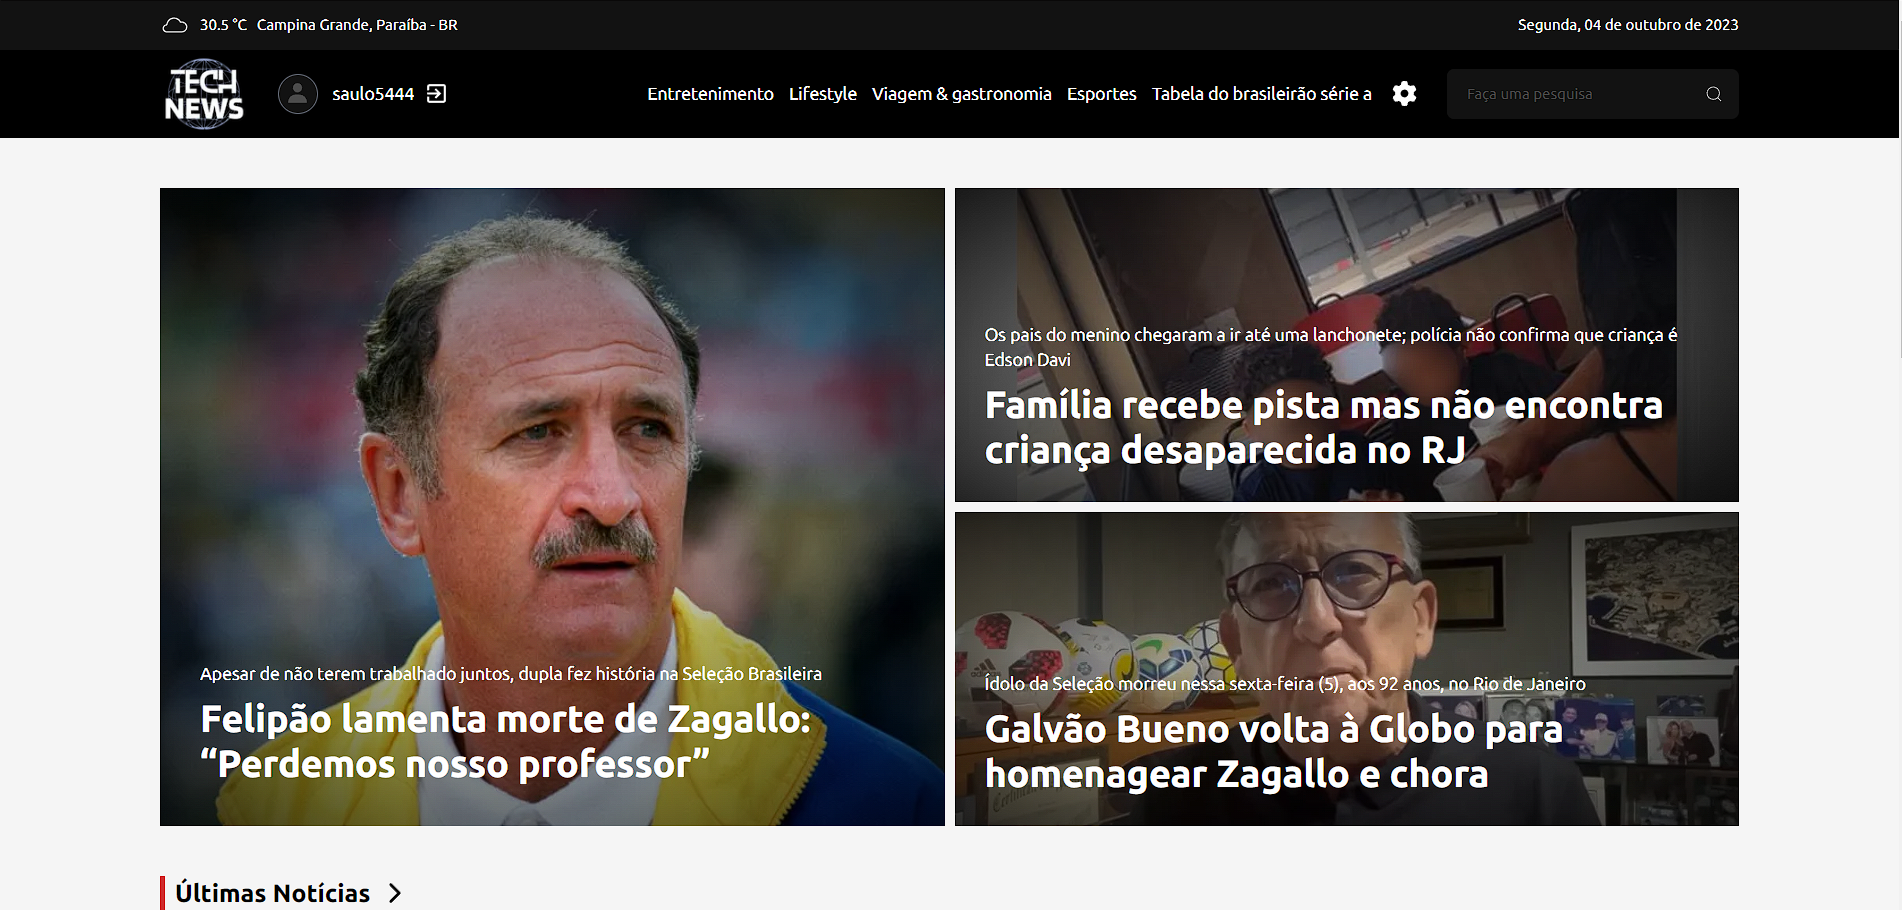 30.5 °C Campina Grande, Paraíba - BR
Segunda, 04 de outubro de 2023
TECH
NEWS
saulo5444
Entretenimento Lifestyle Viagem & gastronomia Esportes Tabela do brasileirão série a
Faça uma pesquisa
Apesar de não terem trabalhado juntos, dupla fez história na Seleção Brasileira
Felipão lamenta morte de Zagallo:
“Perdemos nosso professor”
Os pais do menino chegaram a ir até uma lanchonete; polícia não confirma que criança é
Edson Davi
Família recebe pista mas não encontra
criança desaparecida no RJ
Ídolo da Seleção morreu nessa sexta-feira (5), aos 92 anos, no Rio de Janeiro
Galvão Bueno volta à Globo para
homenagear Zagallo e chora
Últimas Notícias